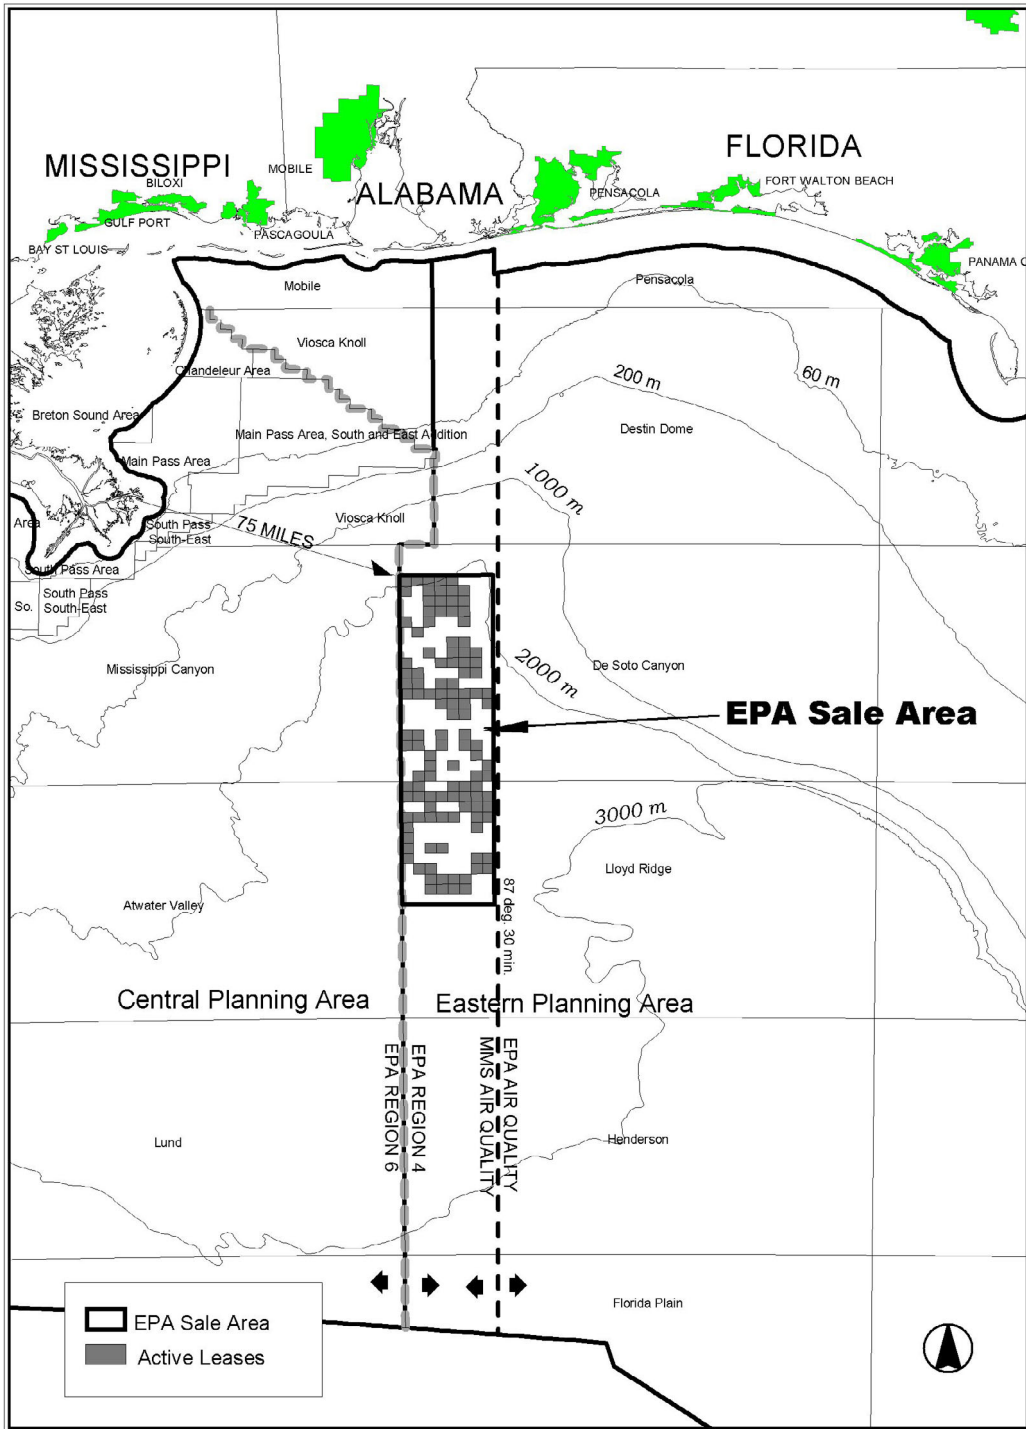 FLORIDA
MISSISSIPPI
MOBILE
BILOXI
ALABAMA
PENSACOLA
FORT WALTON BEACH
GULF PORT
PASCAGOULA
BAY ST LOUIS
PANAMA C
Mobile
Pensacola
Viosca Knoll
Chandeleur Area
200 m
60 m
Breton Sound Area
Main Pass Area, South and East Addition
Destin Dome
Main Pass Area
1000 m
Viosca Knoll
Area
South Pass
South-East
75 MILES
South Pass Area
So.
South Pass
South-East
Mississippi Canyon
2000 m
De Soto Canyon
EPA Sale Area
3000 m
Lloyd Ridge
Atwater Valley
87 deg. 30 min.
Central Planning Area
Eastern Planning Area
EPA REGION 6
EPA REGION 4
MMS AIR QUALITY
EPA AIR QUALITY
Lund
Henderson
Florida Plain
EPA Sale Area
Active Leases